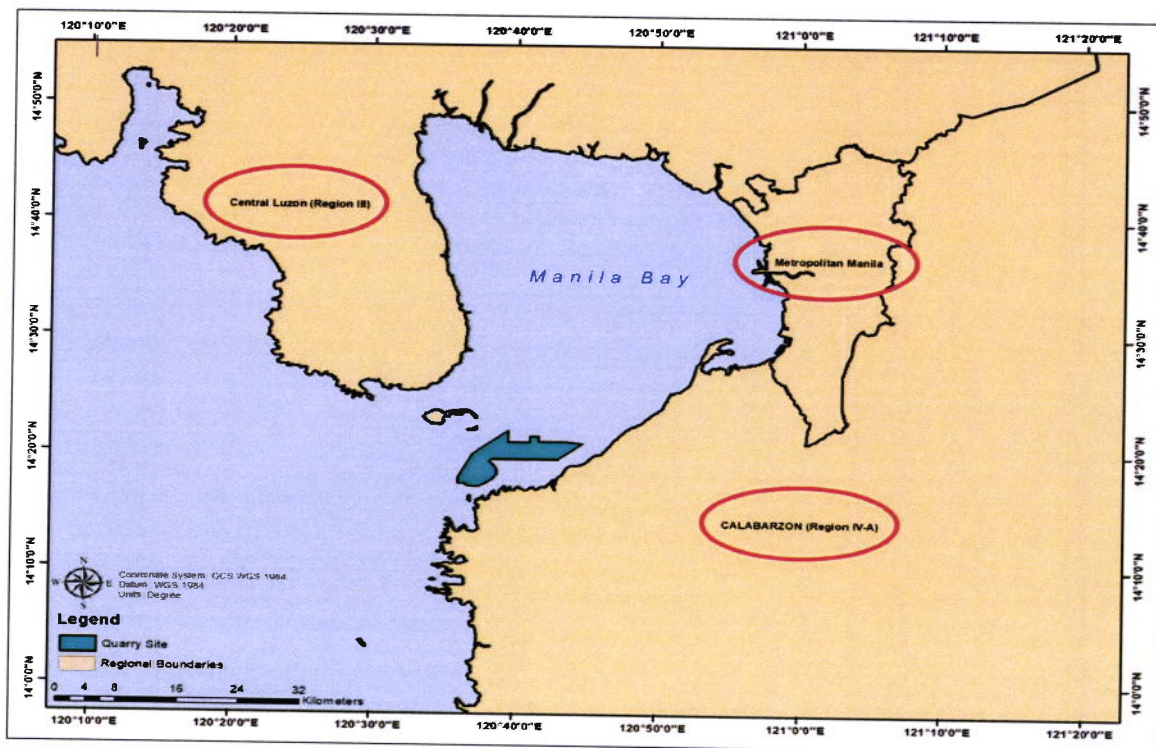 120°10'0"E 120°20'0"E 120°30'0"E 120°40'0"E 120°50'0"E 121°0'0"E 121°10'0"E 121°20'0"E
14°50'0"N
14°50'0"N
Central Luzon (Region III)
14°40'0"N
14°40'0"N
Metropolitan Manila
Manila Bay
14°30'0"N
14°30'0"N
14°20'0"N
14°20'0"N
CALABARZON (Region IV-A)
14°10'0"N
14°10'0"N
N
W E
S
Coordinate System: GCS WGS 1984
Datum: WGS 1984
Units: Degree
Legend
Quarry Site
Regional Boundaries
14°0'0"N
14°0'0"N
0 4 8 16 24 32
Kilometers
120°10'0"E 120°20'0"E 120°30'0"E 120°40'0"E 120°50'0"E 121°0'0"E 121°10'0"E 121°20'0"E